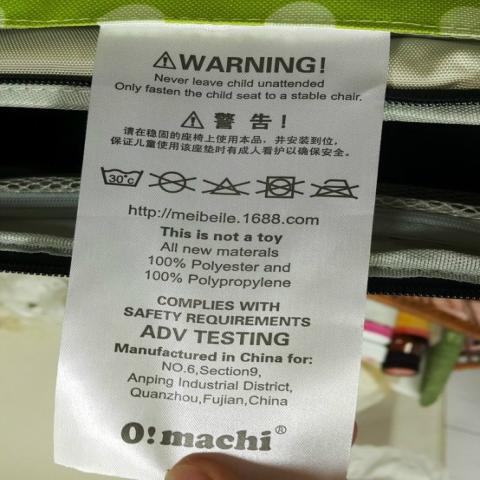 ⚠WARNING!
Never leave child unattended
Only fasten the child seat to a stable chair.
⚠ 警 告 !
请在稳固的座椅上使用本品，并安装到位，
保证儿童使用该座垫时有成人看护以确保安全。
30°C
http://meibeile.1688.com
This is not a toy
All new materals
100% Polyester and
100% Polypropylene
COMPLIES WITH
SAFETY REQUIREMENTS
ADV TESTING
Manufactured in China for:
NO.6,Section9,
Anping Industrial District,
Quanzhou,Fujian,China
O!machi®